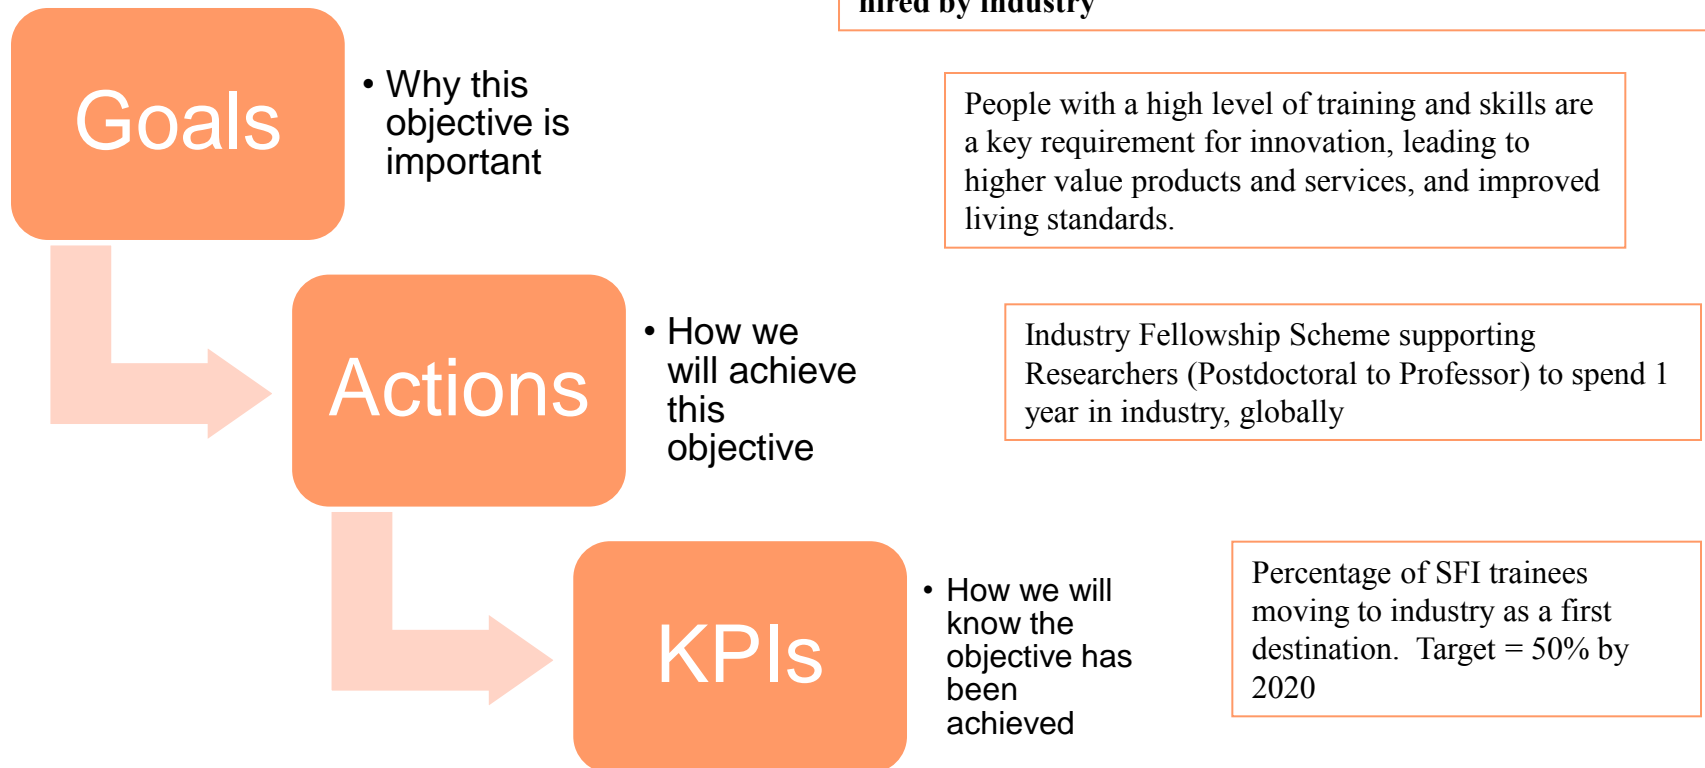 hired by industry
Goals
• Why this
objective is
important
People with a high level of training and skills are
a key requirement for innovation, leading to
higher value products and services, and improved
living standards.
Actions
• How we
will achieve
this
objective
Industry Fellowship Scheme supporting
Researchers (Postdoctoral to Professor) to spend 1
year in industry, globally
KPIs
• How we will
know the
objective has
been
achieved
Percentage of SFI trainees
moving to industry as a first
destination.  Target = 50% by
2020